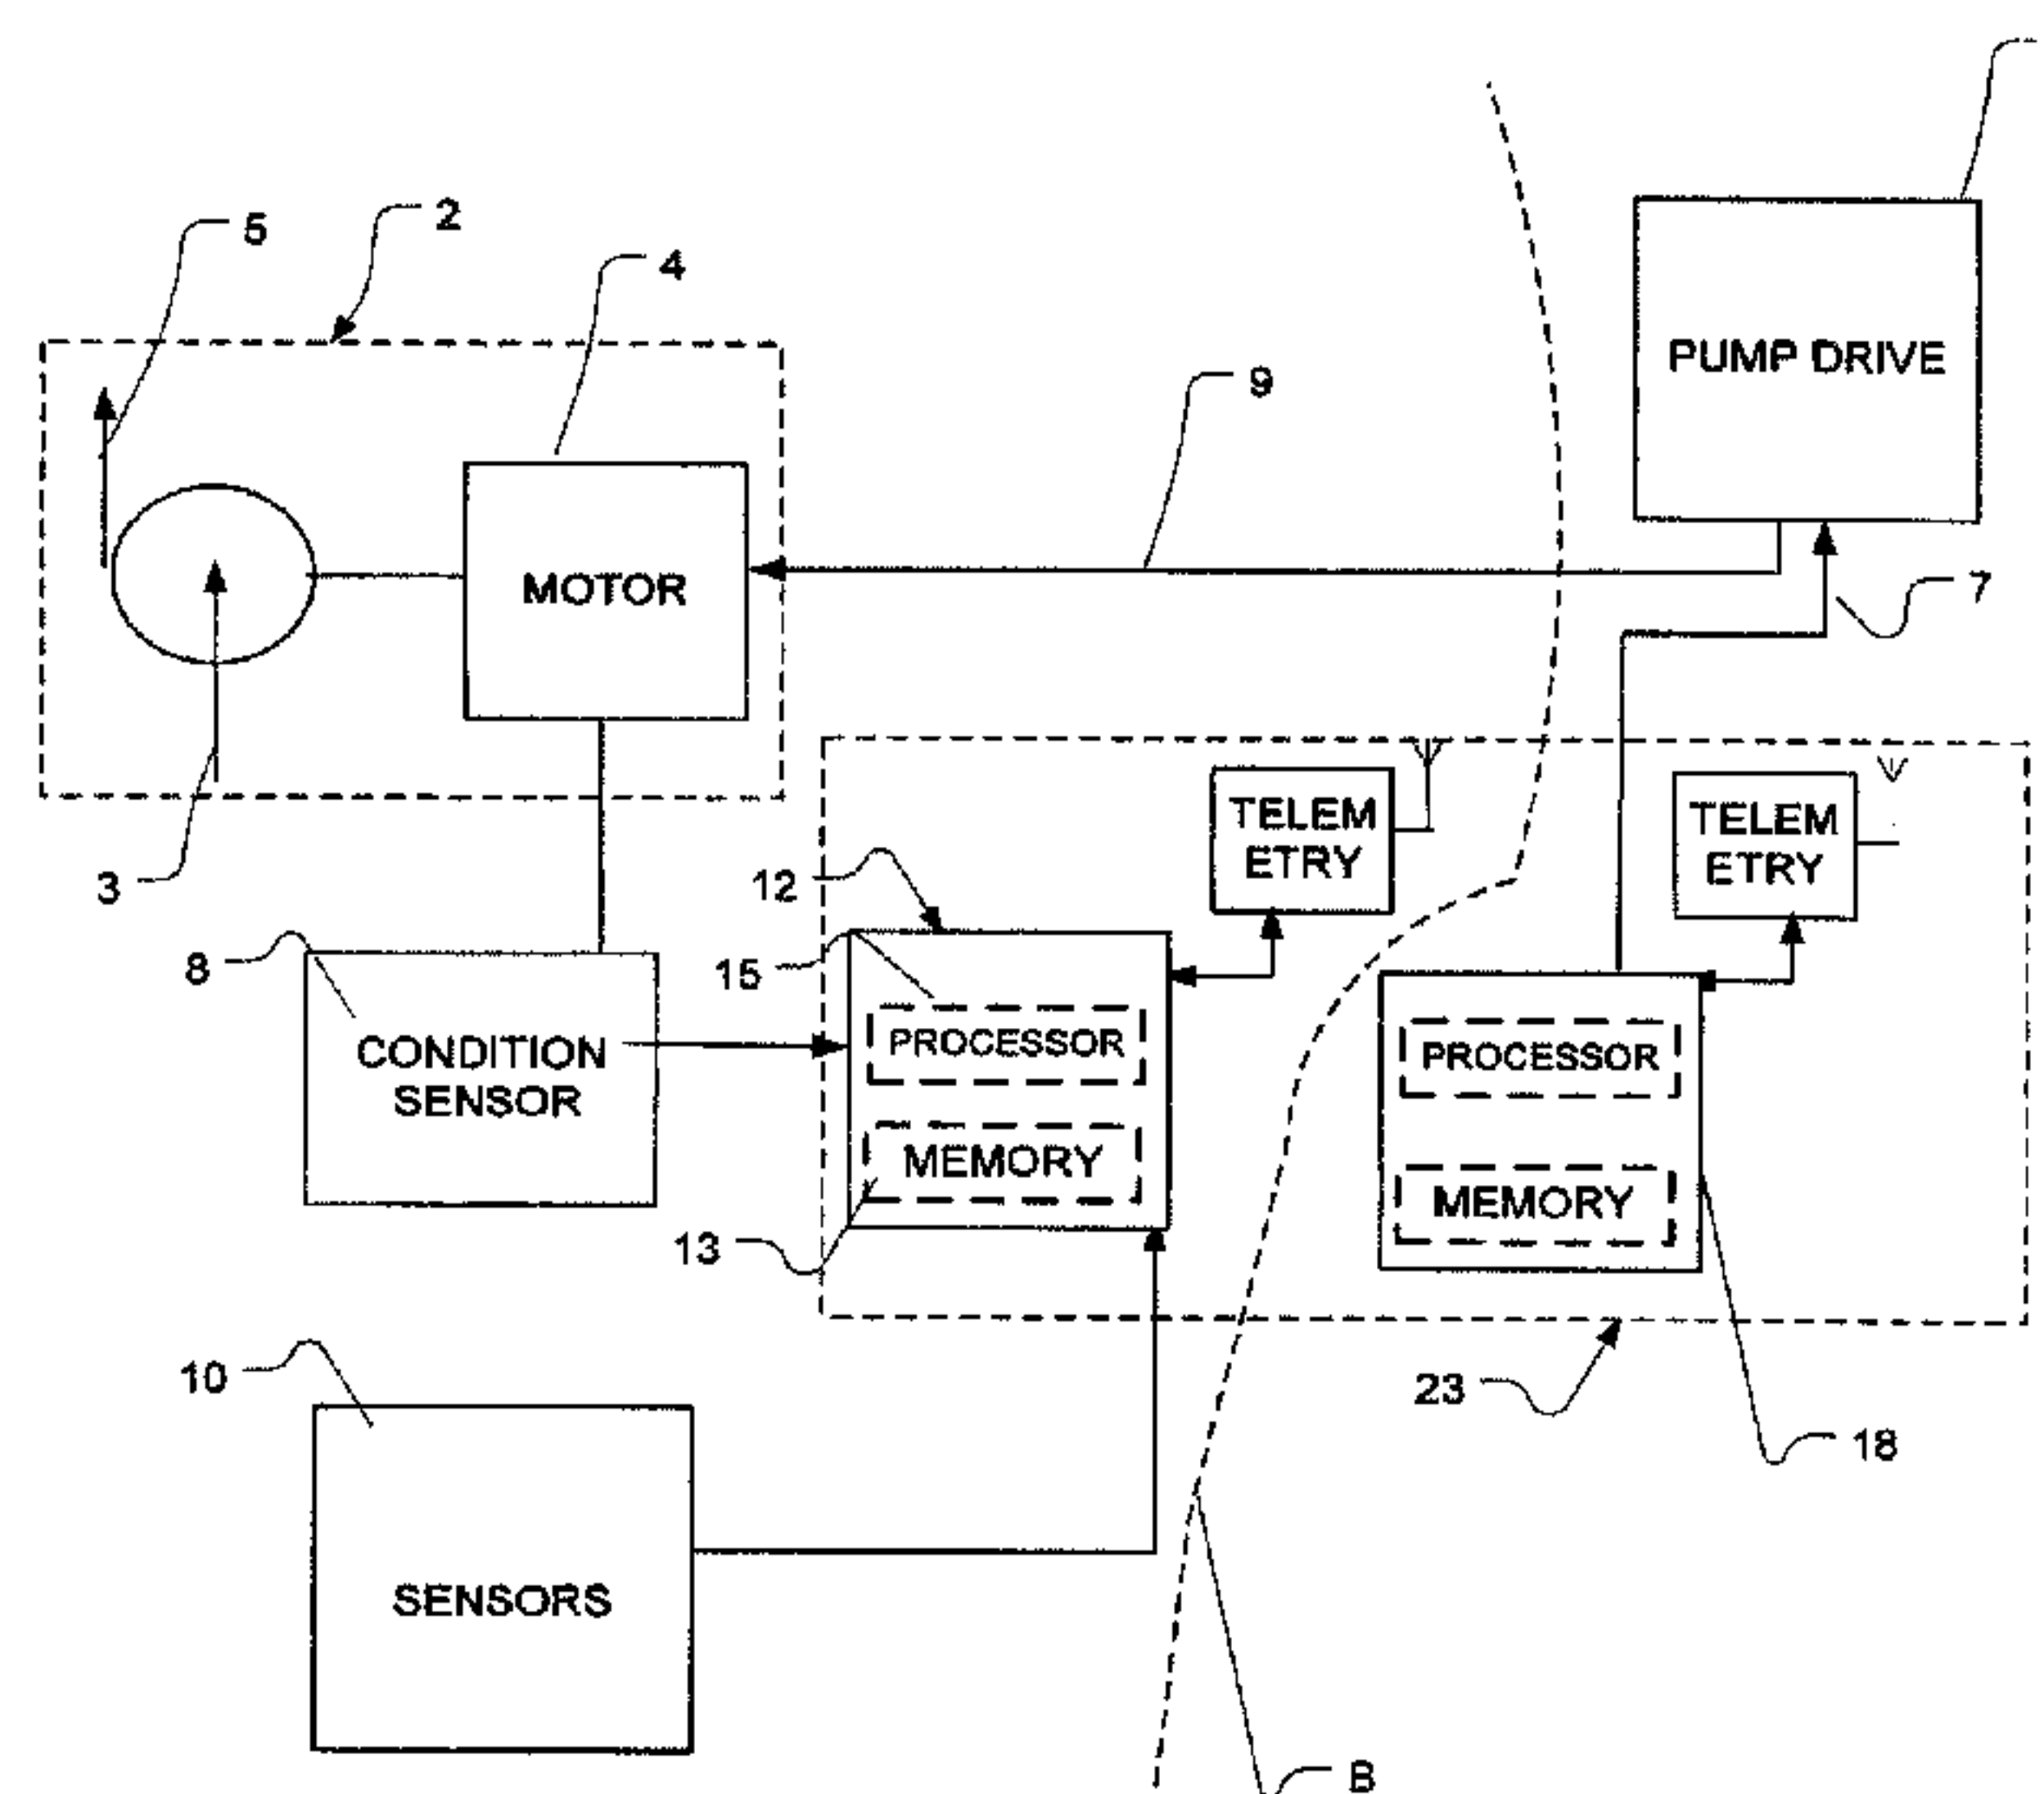 2
5
4
PUMP DRIVE
9
MOTOR
7
3
TELEM
ETRY
TELEM
ETRY
12
8
15
CONDITION
SENSOR
PROCESSOR
MEMORY
PROCESSOR
MEMORY
13
10
23
18
SENSORS
B